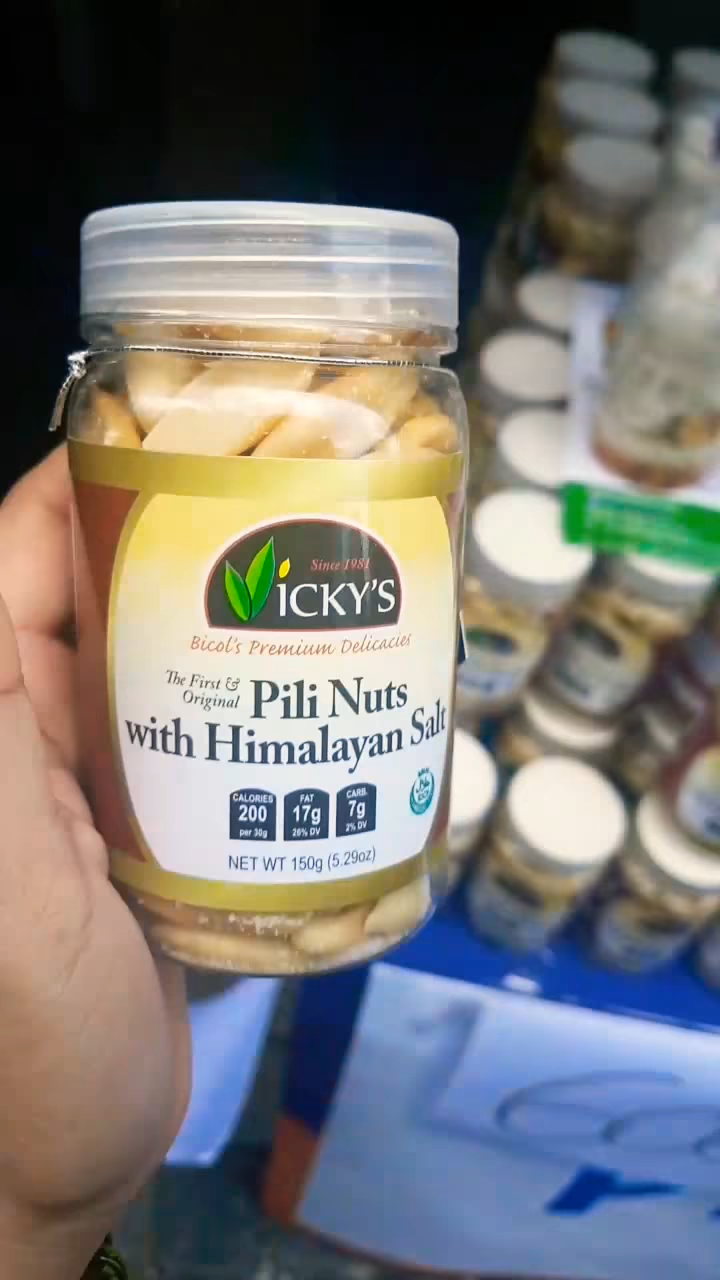 Since 1981
VICKY'S
Bicol's Premium Delicacies
The First &
Original
Pili Nuts
with Himalayan Salt
CALORIES
200
per 30g
FAT
17g
26% DV
CARB.
7g
2% DV
NET WT 150g (5.29oz)